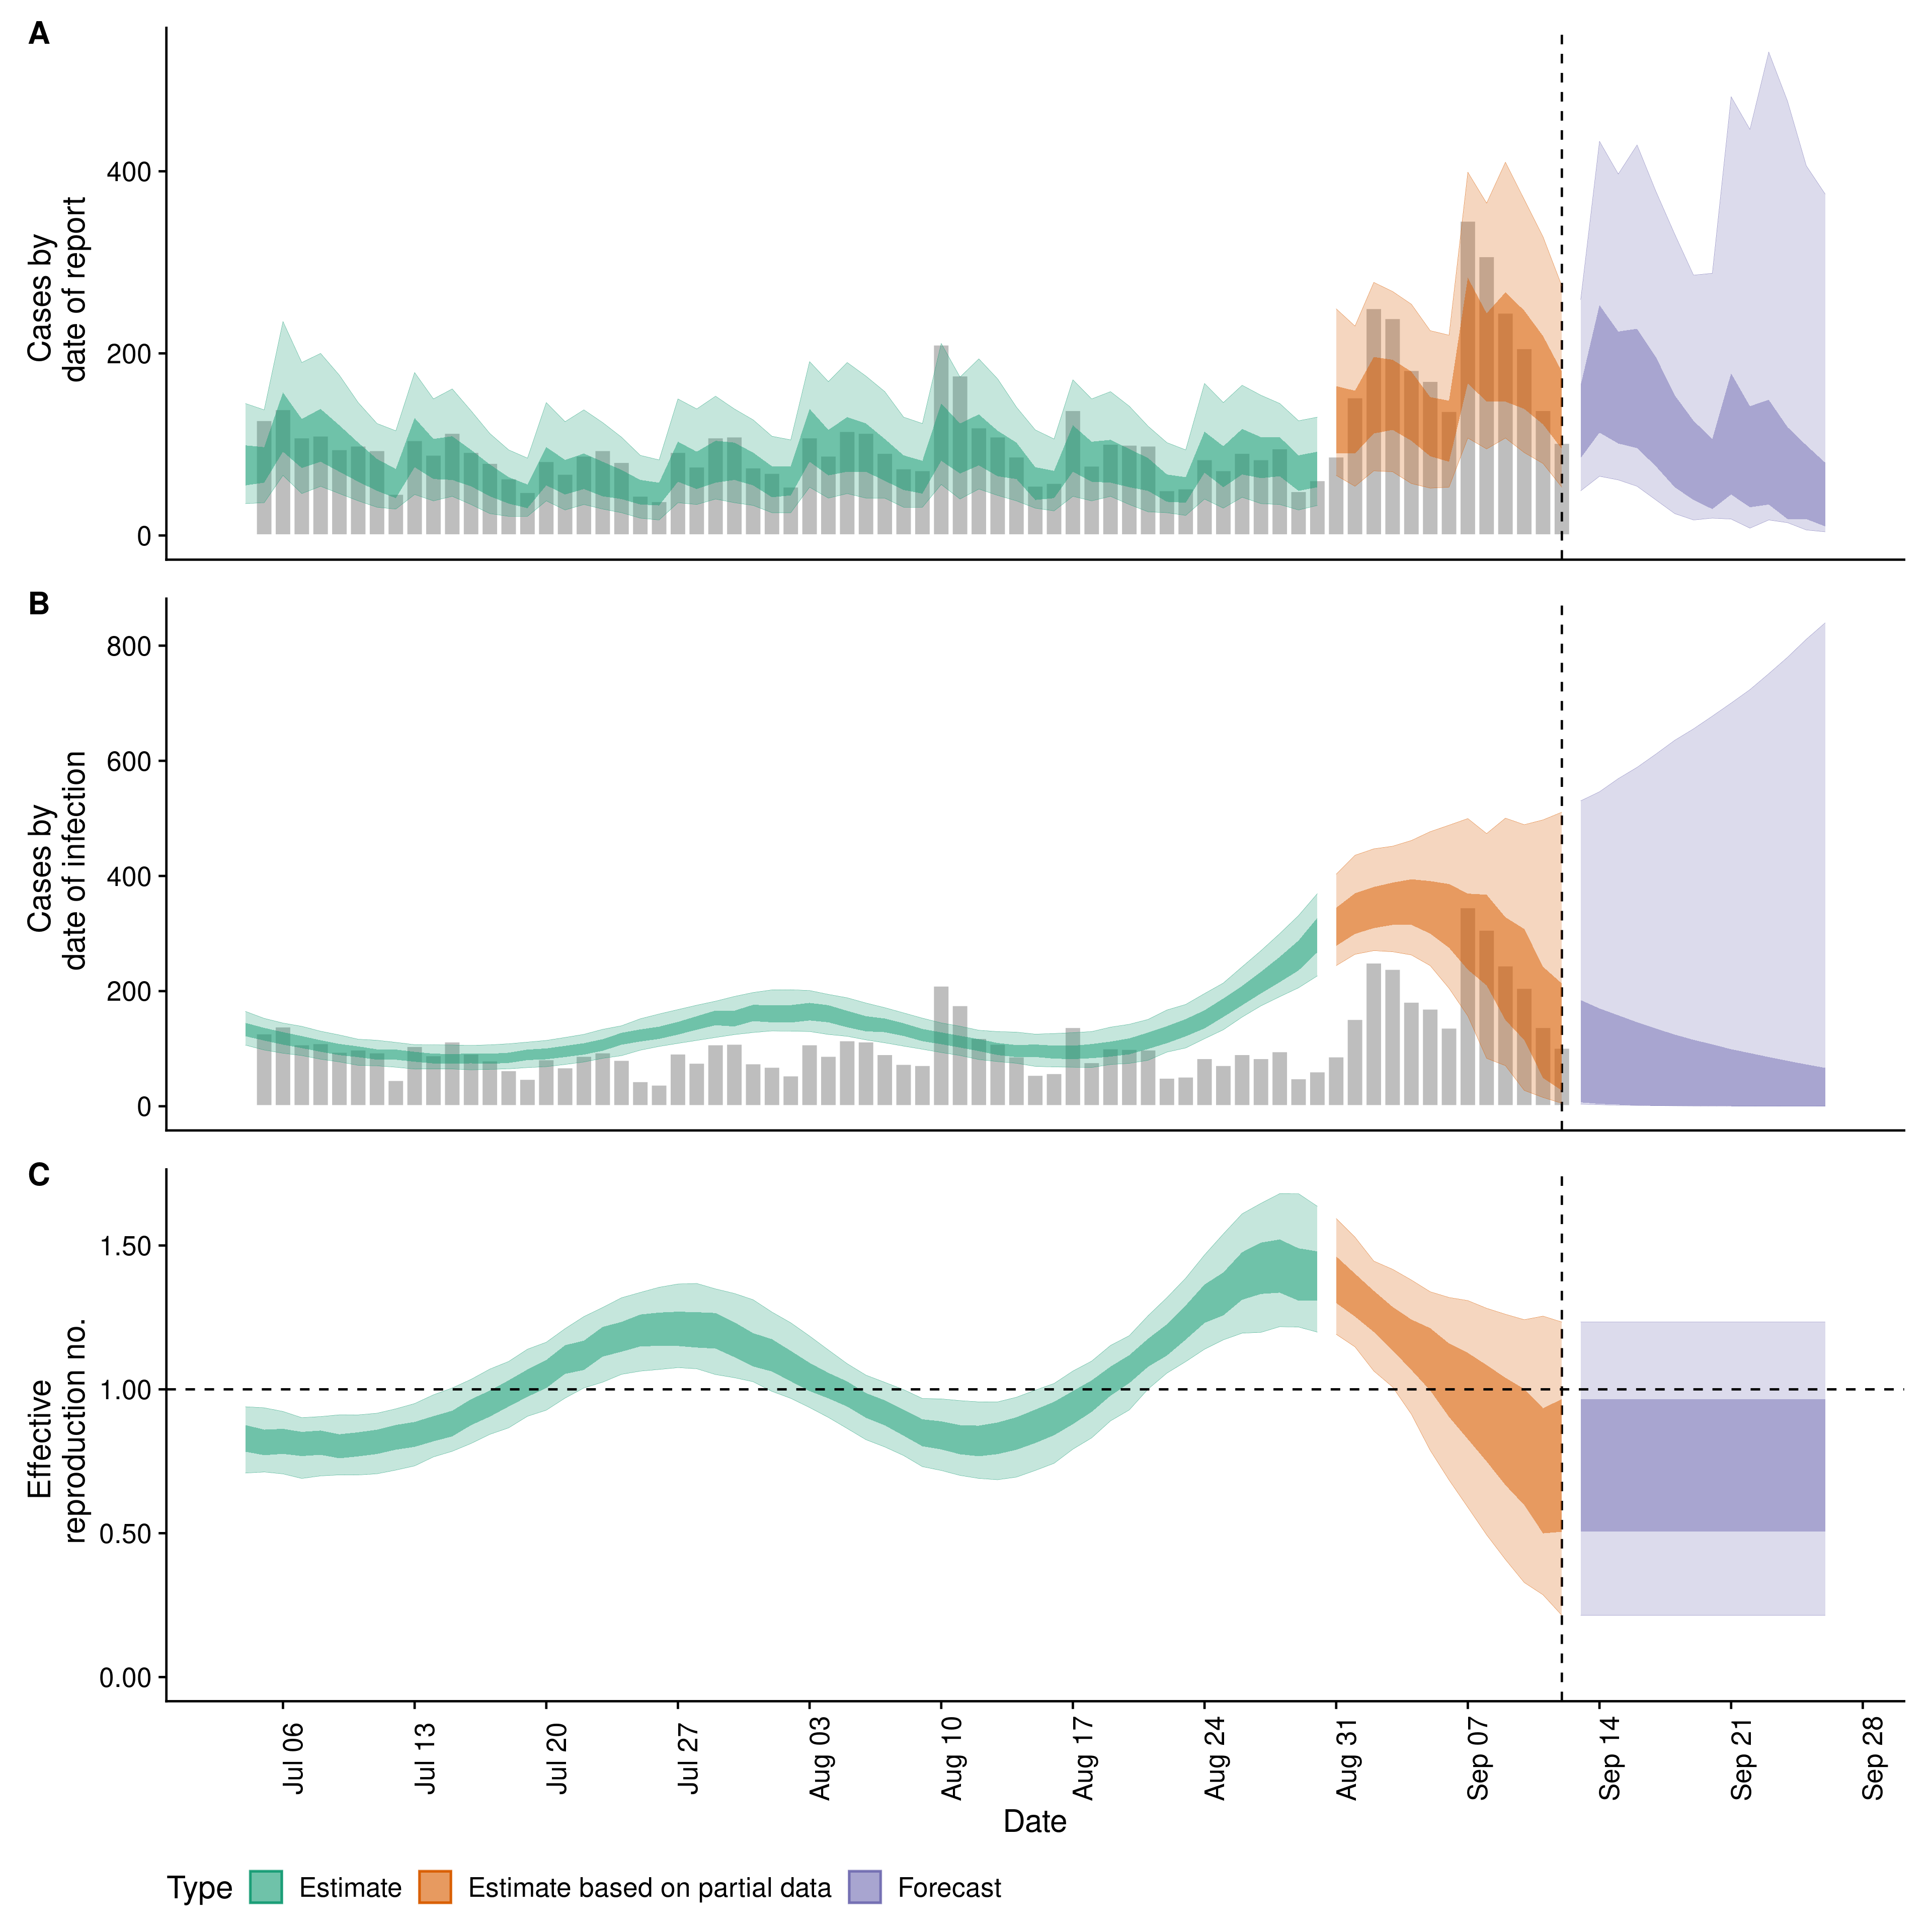 A
Cases by
date of report
400
200
0
B
Cases by
date of infection
800
600
400
200
0
C
Effective
reproduction no.
1.50
1.00
0.50
0.00
Jul 06
Jul 13
Jul 20
Jul 27
Aug 03
Aug 10
Aug 17
Aug 24
Aug 31
Sep 07
Sep 14
Sep 21
Sep 28
Date
Type Estimate Estimate based on partial data Forecast